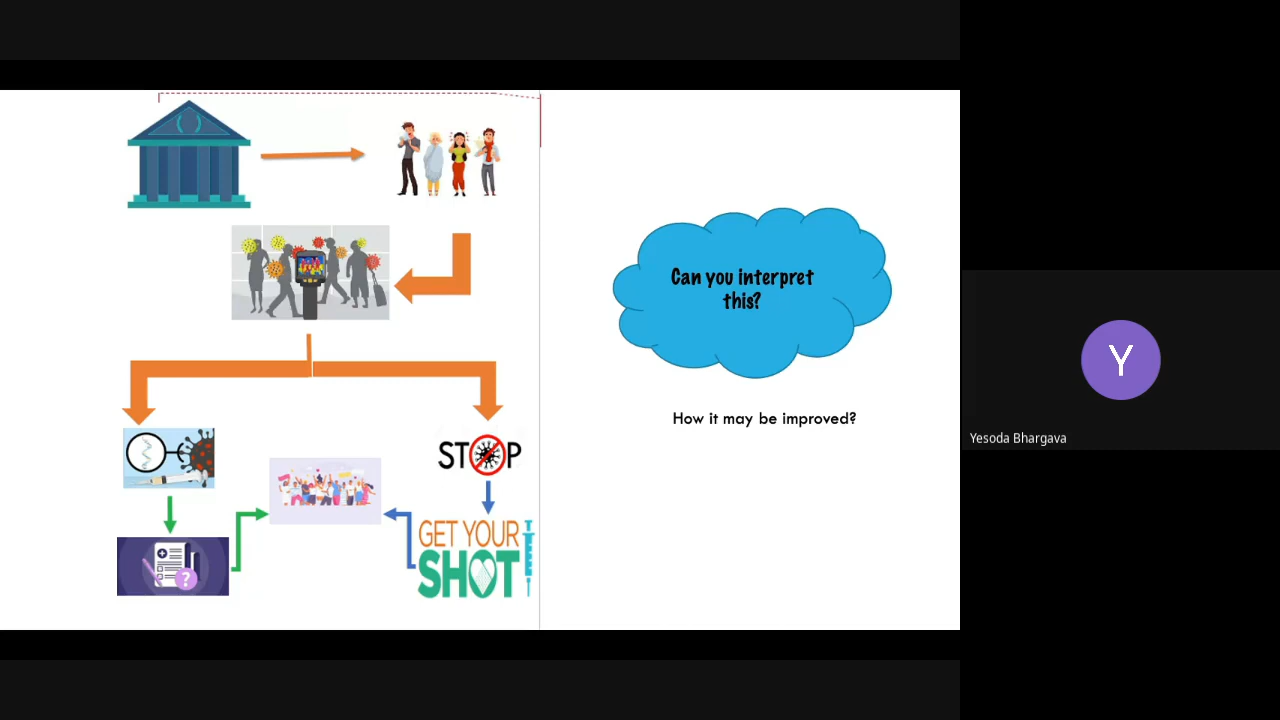 Can you interpret
this?
How it may be improved?
STOP
GET YOUR
SHOT
?
Y
Yesoda Bhargava